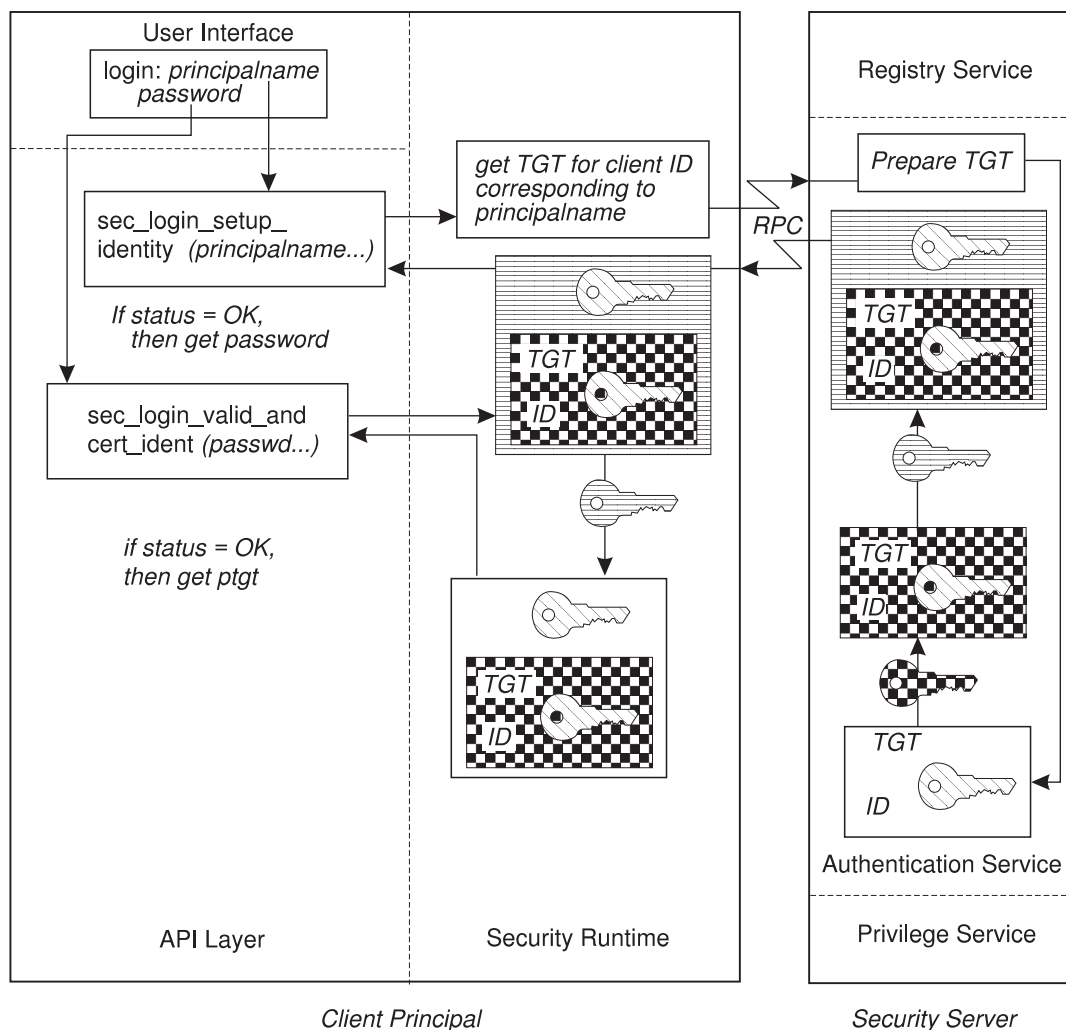 User Interface
login: principalname
password
sec_login_setup_
identity (principalname...)
If status = OK,
then get password
sec_login_valid_and
cert_ident (passwd...)
if status = OK,
then get ptgt
API Layer
get TGT for client ID
corresponding to
principalname
TGT
ID
TGT
ID
Security Runtime
Client Principal
RPC
Registry Service
Prepare TGT
TGT
ID
TGT
ID
TGT
ID
Authentication Service
Privilege Service
Security Server